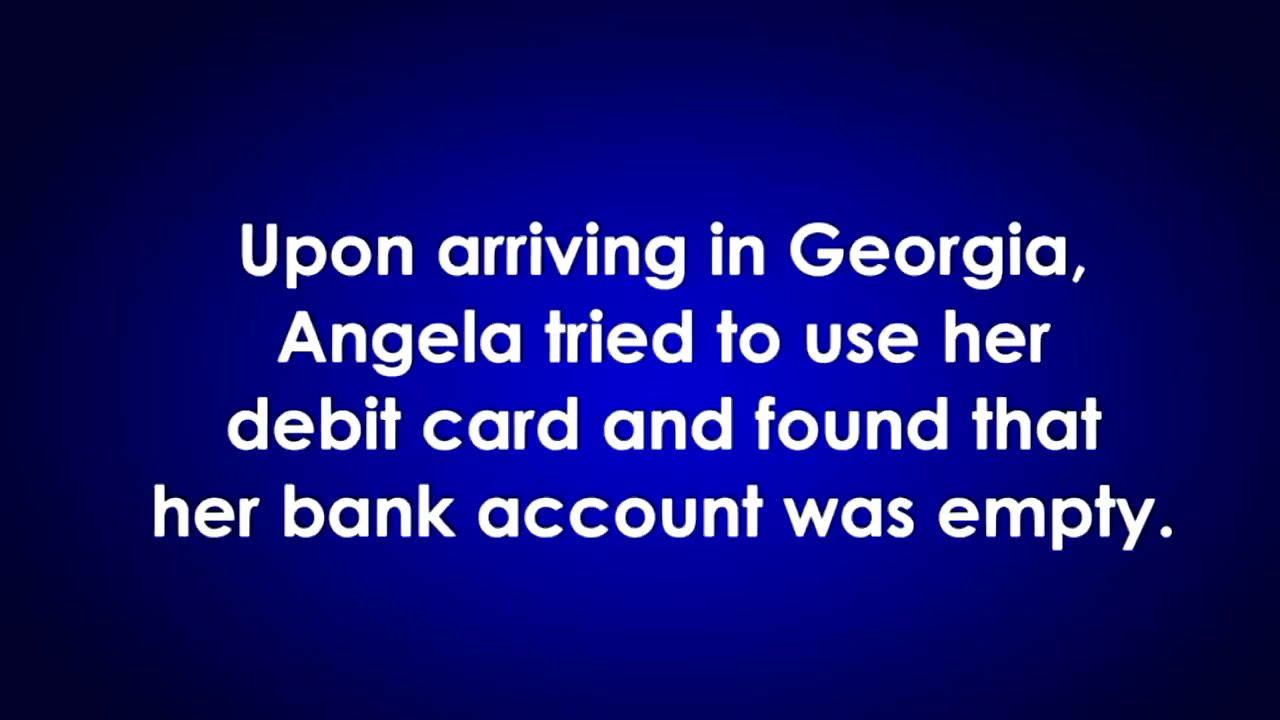 Upon arriving in Georgia,
Angela tried to use her
debit card and found that
her bank account was empty.